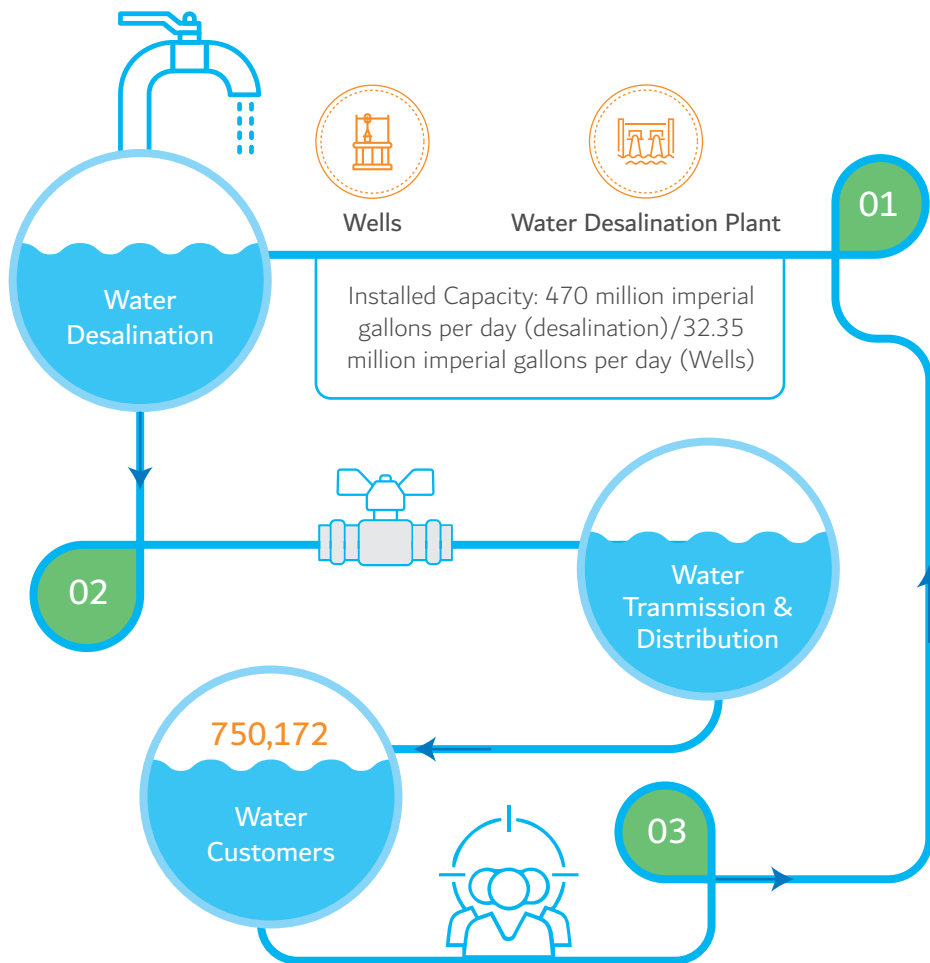 Wells
Water Desalination Plant
01
Water
Desalination
Installed Capacity: 470 million imperial
gallons per day (desalination)/32.35
million imperial gallons per day (Wells)
02
Water
Tranmission &
Distribution
750,172
Water
Customers
03